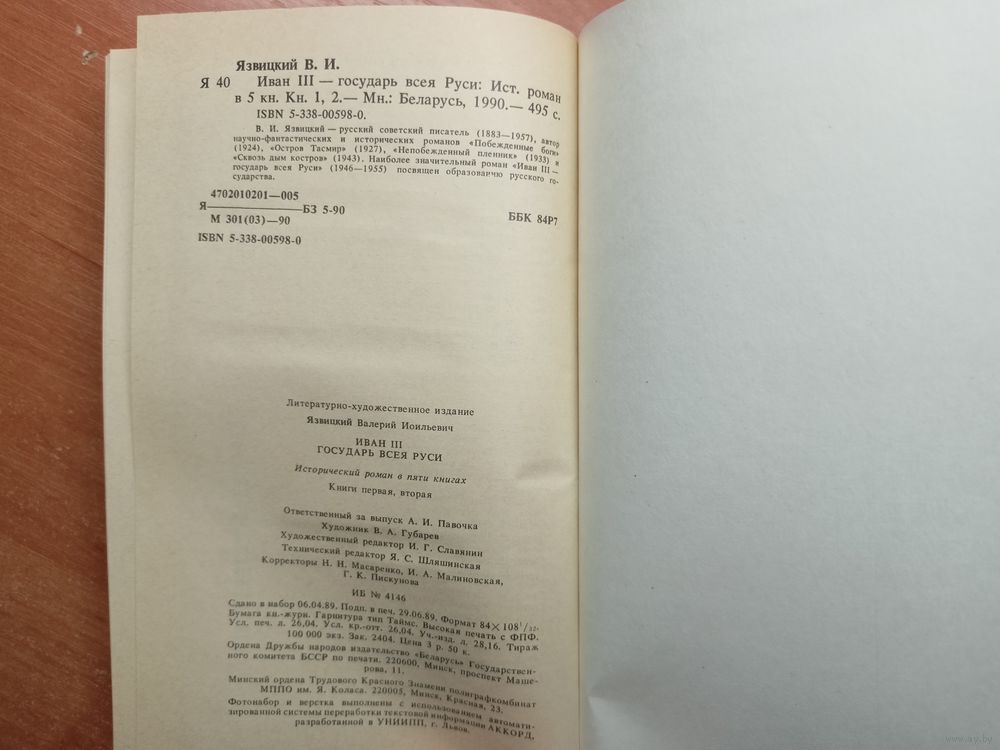 Язвицкий В. И.
Я 40 Иван III — государь всея Руси: Ист. роман
в 5 кн. Кн. 1, 2.— Мн.: Беларусь, 1990.— 495 с.
ISBN 5-338-00598-0.
В. И. Язвицкий — русский советский писатель (1883—1957), автор
научно-фантастических и исторических романов «Побежденные боги»
(1924), «Остров Тасмир» (1927), «Непобежденный пленник» (1933) и
«Сквозь дым костров» (1943). Наиболее значительный роман «Иван III —
государь всея Руси» (1946—1955) посвящен образованию русского го-
сударства.
4702010201—005
Я————БЗ 5-90
М 301(03)—90
ББК 84Р7
ISBN 5-338-00598-0
Литературно-художественное издание
Язвицкий Валерий Иоильевич
ИВАН III
ГОСУДАРЬ ВСЕЯ РУСИ
Исторический роман в пяти книгах
Книги первая, вторая
Ответственный за выпуск А. И. Павочка
Художник В. А. Губарев
Художественный редактор И. Г. Славянин
Технический редактор Я. С. Шляшинская
Корректоры Н. Н. Масаренко, И. А. Малиновская,
Г. К. Пискунова
ИБ № 4146
Сдано в набор 06.04.89. Подп. в печ. 29.06.89. Формат 84×108 1/32.
Бумага кн.-журн. Гарнитура тип Таймс. Высокая печать с ФПФ.
Усл. печ. л. 26,04. Усл. кр.-отт. 26,04. Уч.-изд. л. 28,16. Тираж
100 000 экз. Зак. 2404. Цена 3 р. 50 к.
Ордена Дружбы народов издательство «Беларусь» Государствен-
ного комитета БССР по печати. 220600, Минск, проспект Маше-
рова, 11.
Минский ордена Трудового Красного Знамени полиграфкомбинат
МППО им. Я. Коласа. 220005, Минск, Красная, 23.
Фотонабор и верстка выполнены с использованием автомати-
зированной системы переработки текстовой информации АККОРД,
разработанной в УНИИПП, г. Львов.
www.ay.by